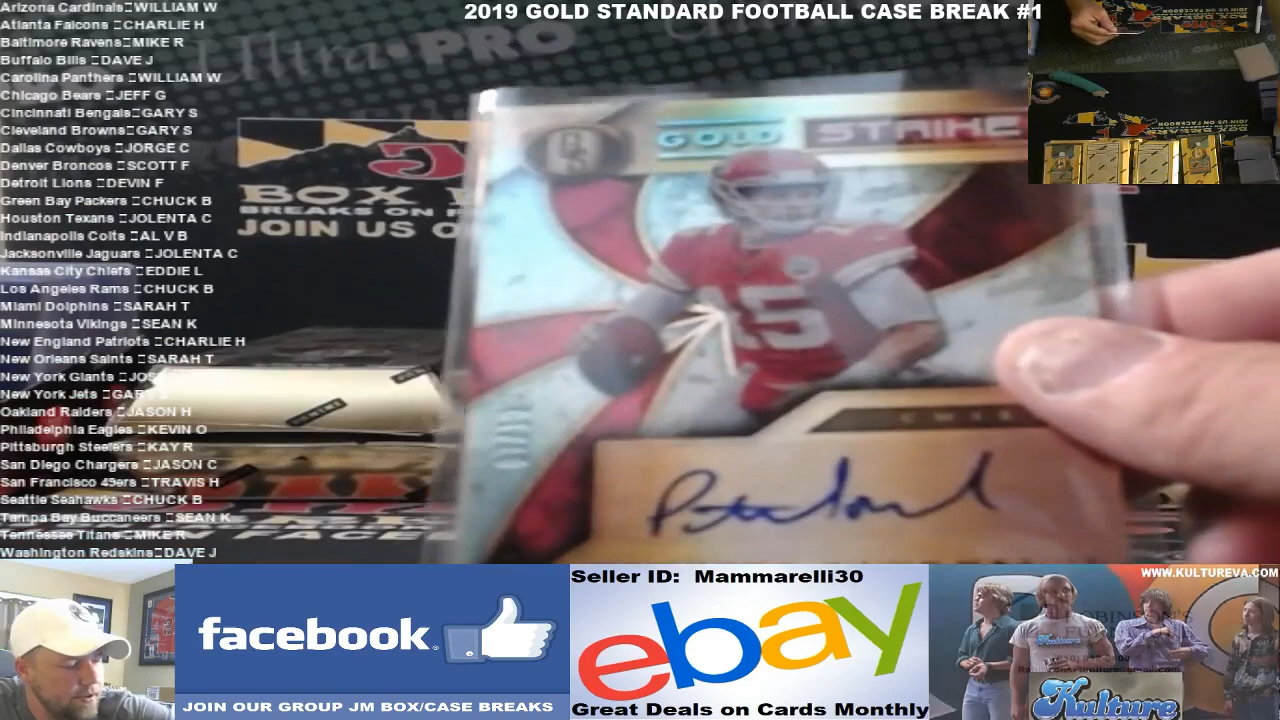 2019 GOLD STANDARD FOOTBALL CASE BREAK #1
Arizona Cardinals□WILLIAM W
Atlanta Falcons □CHARLIE H
Baltimore Ravens□MIKE R
Buffalo Bills □DAVE J
Carolina Panthers □WILLIAM W
Chicago Bears □JEFF G
Cincinnati Bengals□GARY S
Cleveland Browns□GARY S
Dallas Cowboys □JORGE C
Denver Broncos □SCOTT F
Detroit Lions □DEVIN F
Green Bay Packers □CHUCK B
Houston Texans □JOLENTA C
Indianapolis Colts □AL V B
Jacksonville Jaguars □JOLENTA C
Kansas City Chiefs □EDDIE L
Los Angeles Rams □CHUCK B
Miami Dolphins □SARAH T
Minnesota Vikings □SEAN K
New England Patriots □CHARLIE H
New Orleans Saints □SARAH T
New York Giants □JOS
New York Jets □GARY S
Oakland Raiders □JASON H
Philadelphia Eagles □KEVIN O
Pittsburgh Steelers □KAY R
San Diego Chargers □JASON C
San Francisco 49ers □TRAVIS H
Seattle Seahawks □CHUCK B
Tampa Bay Buccaneers □SEAN K
Tennessee Titans □MIKE R
Washington Redskins□DAVE J
Ultra•PRO
BOX
BREAKS ON
JOIN US O
GOLD STRIKE
15
PANINI
facebook
JOIN OUR GROUP JM BOX/CASE BREAKS
Seller ID: Mammarelli30
ebay
Great Deals on Cards Monthly
WWW.KULTUREVA.COM
Kulture